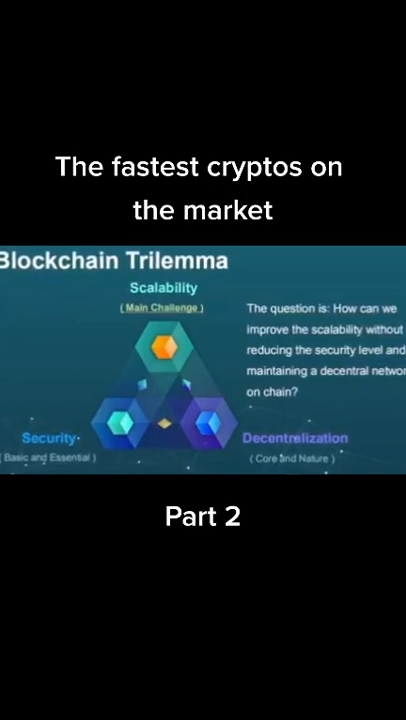 The fastest cryptos on
the market
Blockchain Trilemma
Scalability
( Main Challenge )
The question is: How can we
improve the scalability without
reducing the security level and
maintaining a decentral networ
on chain?
Security
( Basic and Essential )
Decentrelization
( Core and Nature )
Part 2